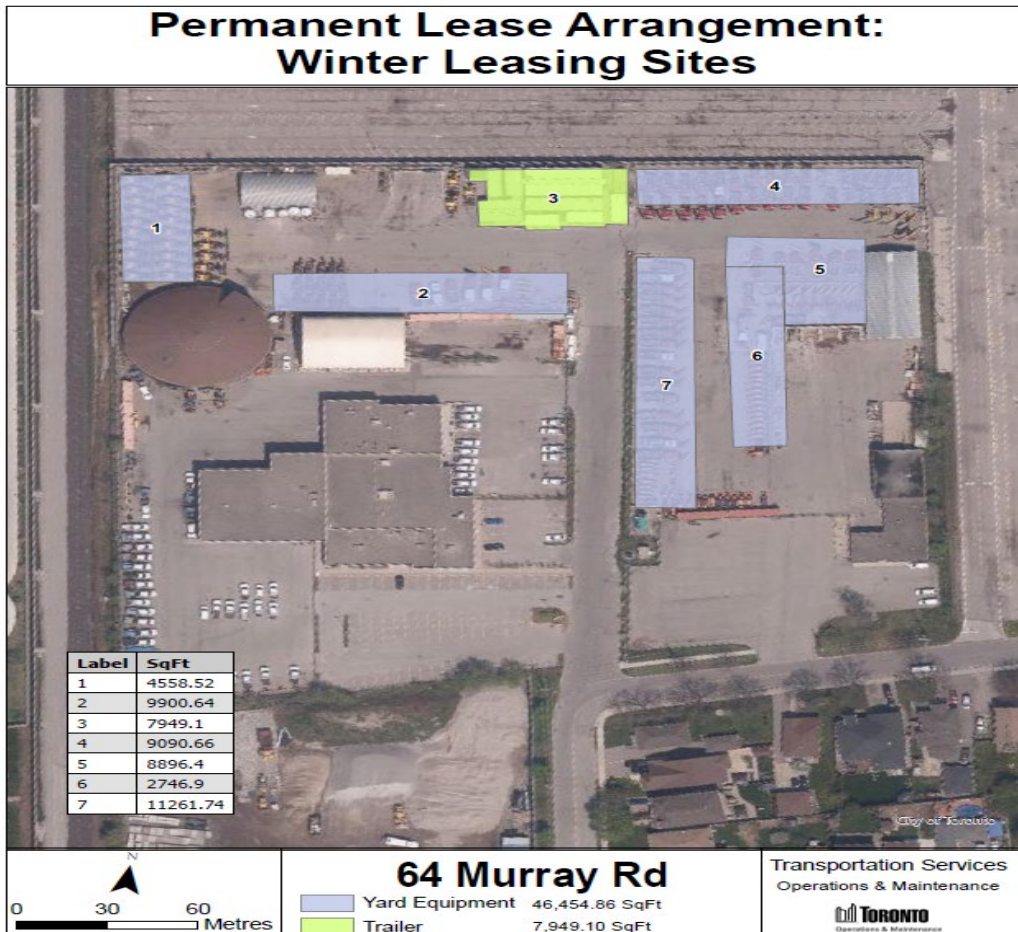 Permanent Lease Arrangement:
Winter Leasing Sites
1
2
3
4
5
6
7
Label SqFt
1 4558.52
2 9900.64
3 7949.1
4 9090.66
5 8896.4
6 2746.9
7 11261.74
City of Toronto
N
0 30 60
Metres
64 Murray Rd
Yard Equipment 46,454.86 SqFt
Trailer 7,949.10 SqFt
Transportation Services
Operations & Maintenance
TORONTO
Operations & Maintenance